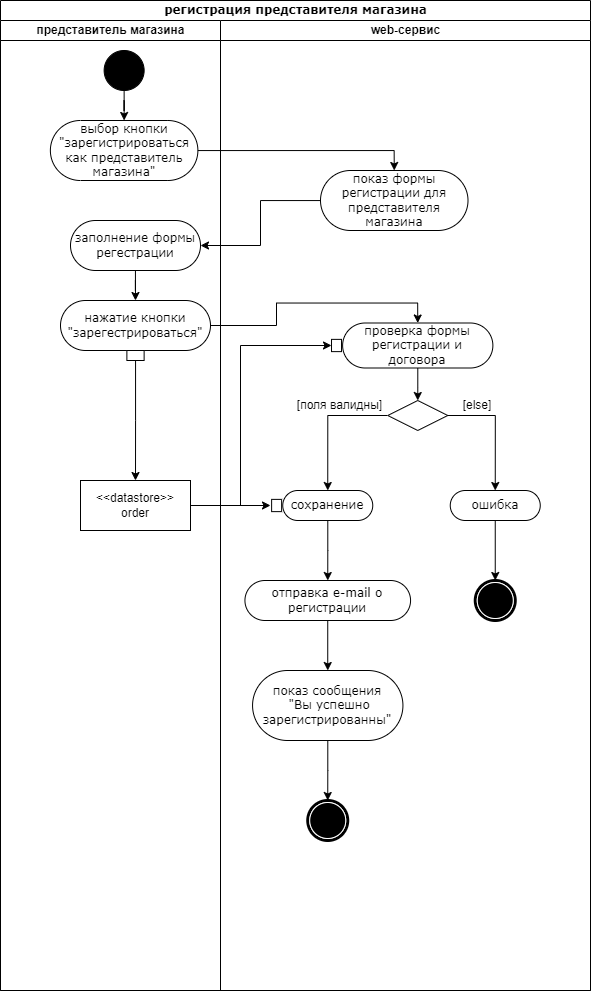 регистрация представителя магазина
представитель магазина
web-сервис
выбор кнопки
"зарегистрироваться
как представитель
магазина"
показ формы
регистрации для
представителя
магазина
заполнение формы
регестрации
нажатие кнопки
"зарегестрироваться"
проверка формы
регистрации и
договора
[поля валидны]
[else]
<<datastore>>
order
сохранение
ошибка
отправка e-mail о
регистрации
показ сообщения
"Вы успешно
зарегистрированны"